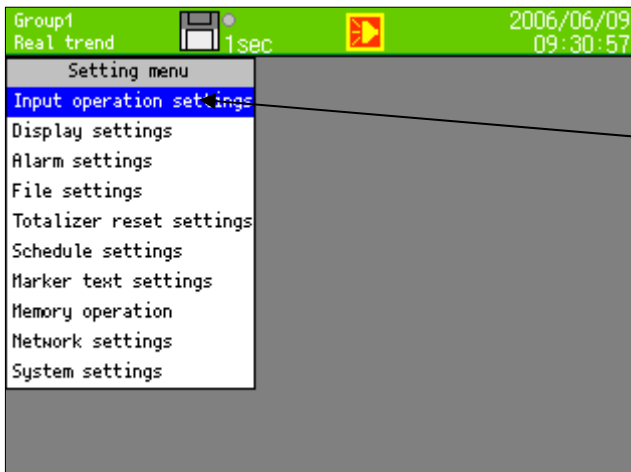 Group1
Real trend
1sec
2006/06/09
09:30:57
Setting menu
Input operation settings
Display settings
Alarm settings
File settings
Totalizer reset settings
Schedule settings
Marker text settings
Memory operation
Network settings
System settings